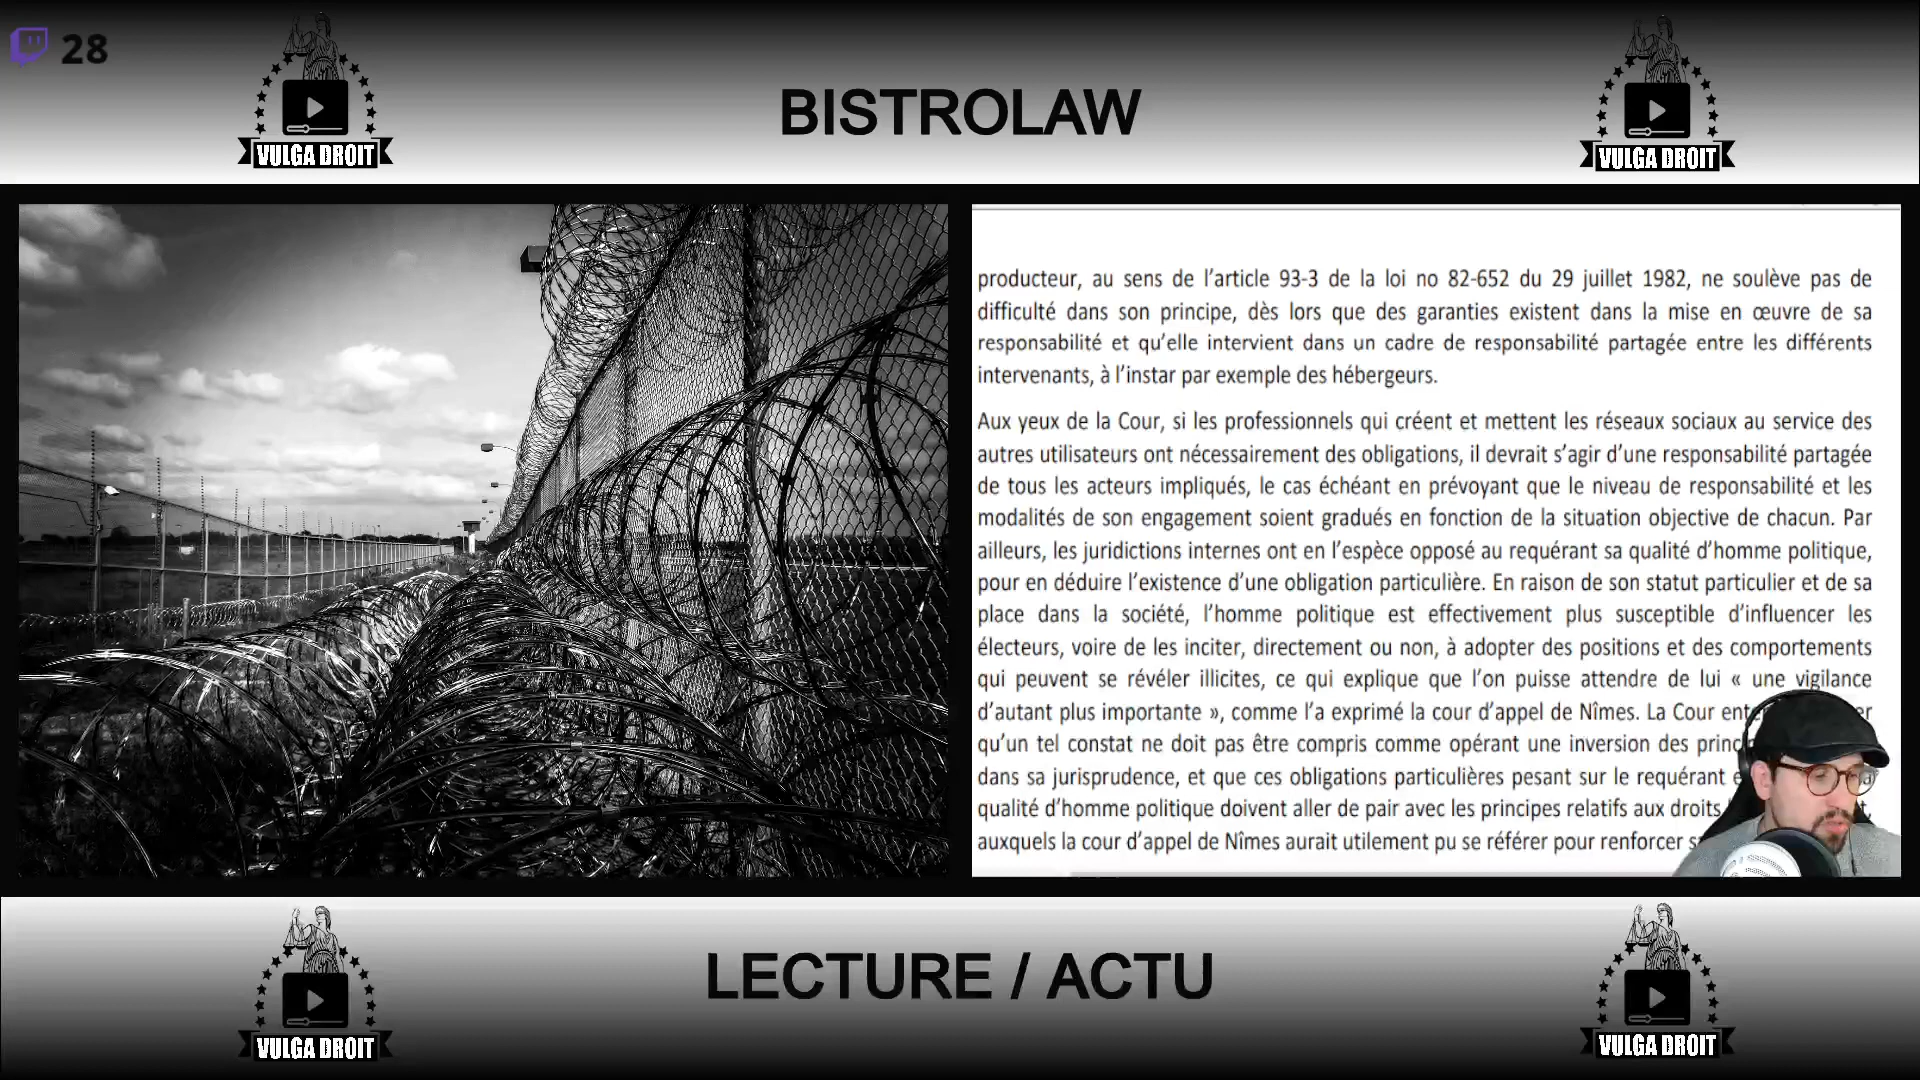 28
VULGA DROIT
BISTROLAW
VULGA DROIT
producteur, au sens de l’article 93-3 de la loi no 82-652 du 29 juillet 1982, ne soulève pas de
difficulté dans son principe, dès lors que des garanties existent dans la mise en œuvre de sa
responsabilité et qu’elle intervient dans un cadre de responsabilité partagée entre les différents
intervenants, à l’instar par exemple des hébergeurs.
Aux yeux de la Cour, si les professionnels qui créent et mettent les réseaux sociaux au service des
autres utilisateurs ont nécessairement des obligations, il devrait s’agir d’une responsabilité partagée
de tous les acteurs impliqués, le cas échéant en prévoyant que le niveau de responsabilité et les
modalités de son engagement soient gradués en fonction de la situation objective de chacun. Par
ailleurs, les juridictions internes ont en l’espèce opposé au requérant sa qualité d’homme politique,
pour en déduire l’existence d’une obligation particulière. En raison de son statut particulier et de sa
place dans la société, l’homme politique est effectivement plus susceptible d’influencer les
électeurs, voire de les inciter, directement ou non, à adopter des positions et des comportements
qui peuvent se révéler illicites, ce qui explique que l’on puisse attendre de lui « une vigilance
d’autant plus importante », comme l’a exprimé la cour d’appel de Nîmes. La Cour
qu’un tel constat ne doit pas être compris comme opérant une inversion des
dans sa jurisprudence, et que ces obligations particulières pesant sur le requérant
qualité d’homme politique doivent aller de pair avec les principes relatifs aux droits
auxquels la cour d’appel de Nîmes aurait utilement pu se référer pour renforcer
VULGA DROIT
LECTURE / ACTU
VULGA DROIT